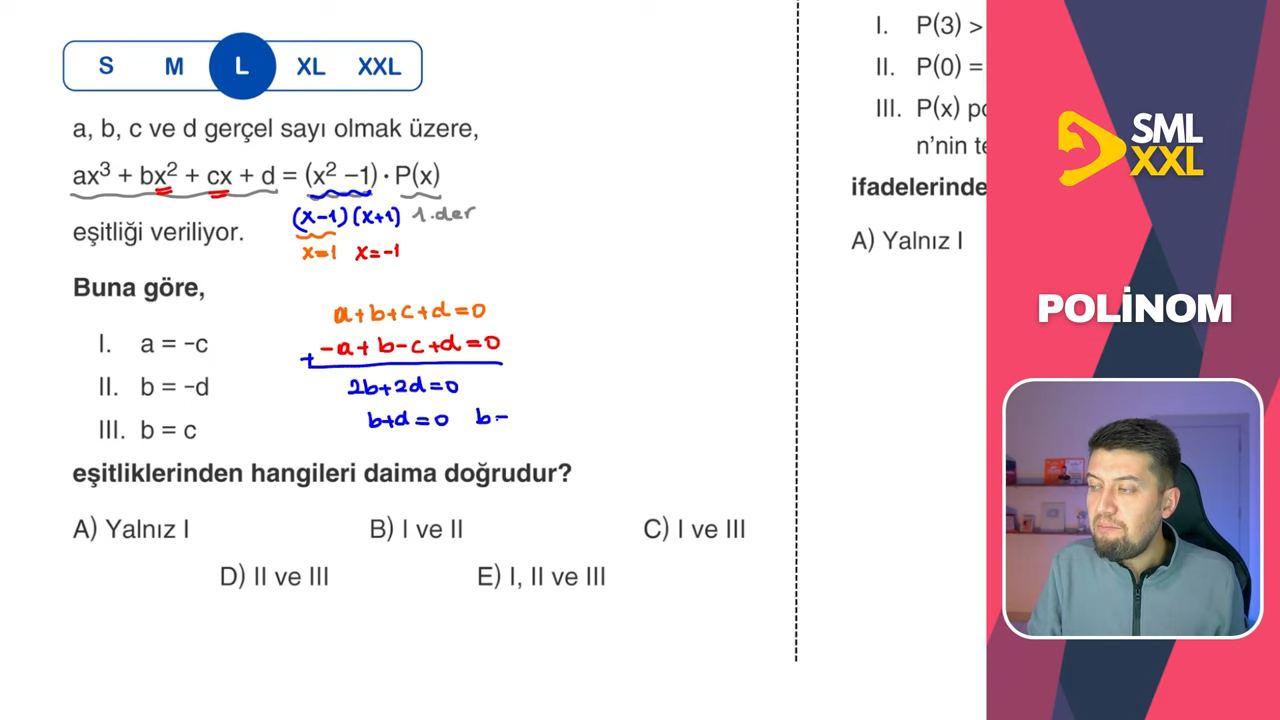 S M L XL XXL
a, b, c ve d gerçel sayı olmak üzere,
ax³ + bx² + cx + d = (x² –1) · P(x)
(x-1) (x+1) 1.der
eşitliği veriliyor.
x=1 x=-1
Buna göre,
a+b+c+d=0
I. a = –c
+ -a+b-c+d=0
II. b = –d
2b+2d=0
III. b = c
b+d=0 b=
eşitliklerinden hangileri daima doğrudur?
A) Yalnız I B) I ve II C) I ve III
D) II ve III E) I, II ve III
I. P(3) >
II. P(0) =
III. P(x) po
n’nin te
ifadelerinde
A) Yalnız I
SML
XXL
POLİNOM